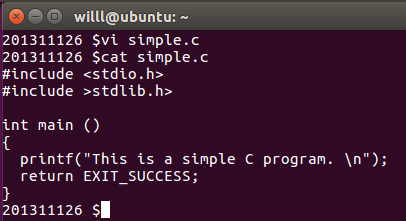 willl@ubuntu: ~
201311126 $vi simple.c
201311126 $cat simple.c
#include <stdio.h>
#include >stdlib.h>

int main ()
{
  printf("This is a simple C program. \n");
  return EXIT_SUCCESS;
}
201311126 $